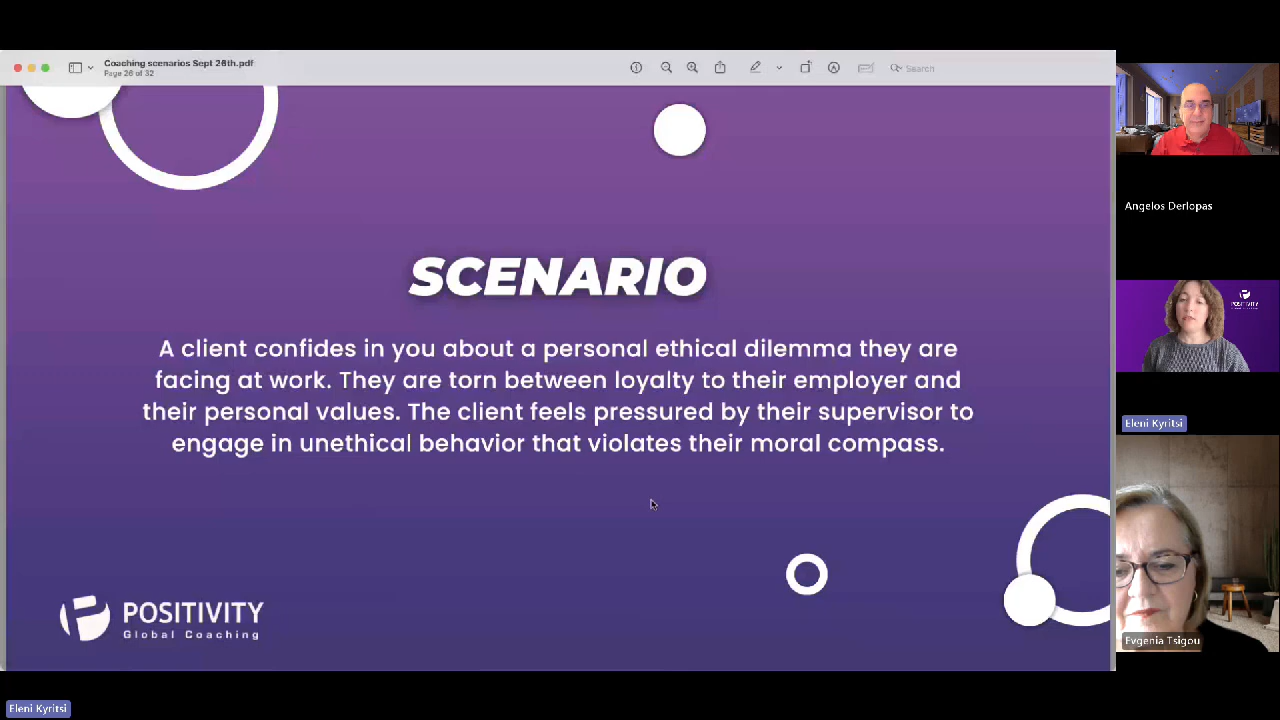 Coaching scenarios Sept 26th.pdf
Page 26 of 32
Search
SCENARIO
A client confides in you about a personal ethical dilemma they are
facing at work. They are torn between loyalty to their employer and
their personal values. The client feels pressured by their supervisor to
engage in unethical behavior that violates their moral compass.
POSITIVITY
Global Coaching
Angelos Derlopas
POSITIVITY
Eleni Kyritsi
Evgenia Tsigou
Eleni Kyritsi